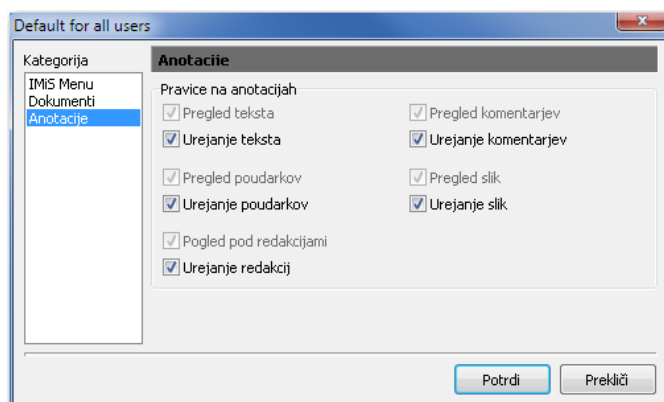 Default for all users
Kategorija
IMiS Menu
Dokumenti
Anotacije
Anotacije
Pravice na anotacijah
Pregled teksta
Pregled komentarjev
Urejanje teksta
Urejanje komentarjev
Pregled poudarkov
Pregled slik
Urejanje poudarkov
Urejanje slik
Pogled pod redakcijami
Urejanje redakcij
Potrdi
Prekliči